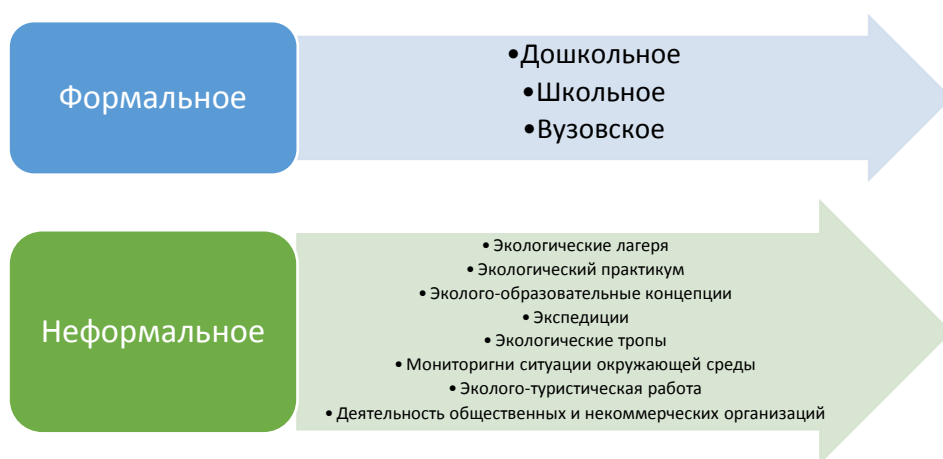 Формальное
•Дошкольное
•Школьное
•Вузовское
Неформальное
•Экологические лагеря
•Экологический практикум
•Эколого-образовательные концепции
•Экспедиции
•Экологические тропы
•Мониторигни ситуации окружающей среды
•Эколого-туристическая работа
•Деятельность общественных и некоммерческих организаций